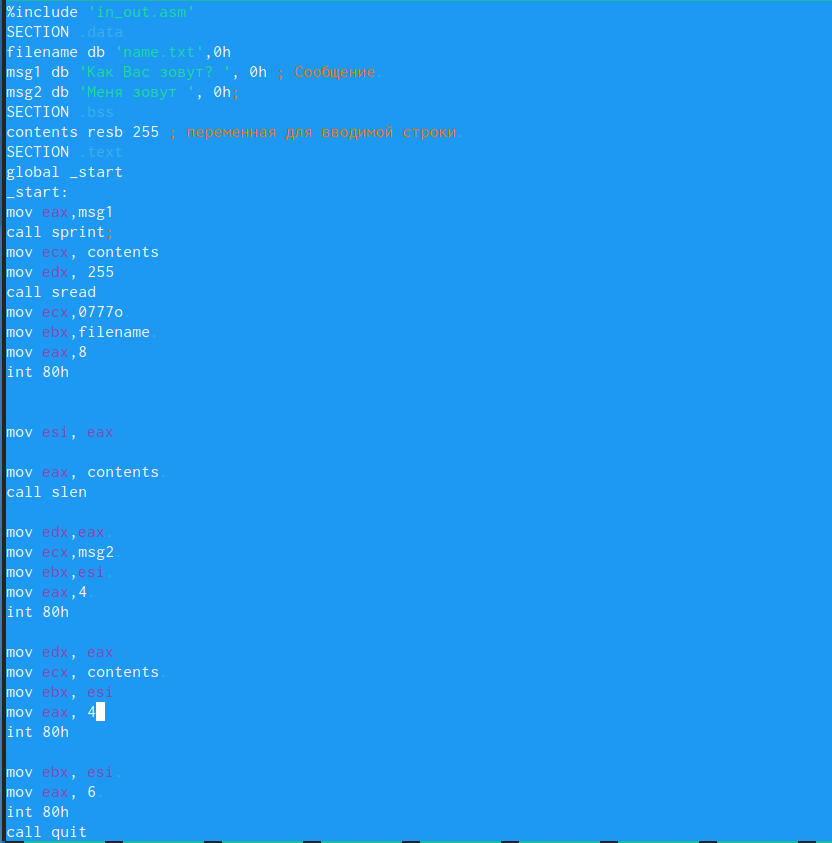 %include 'in_out.asm'
SECTION .data
filename db 'name.txt',0h
msg1 db 'Как Вас зовут? ', 0h ; Сообщение.
msg2 db 'Меня зовут ', 0h;
SECTION .bss
contents resb 255 ; переменная для вводимой строки.
SECTION .text
global _start
_start:
mov eax,msg1
call sprint;
mov ecx, contents
mov edx, 255
call sread
mov ecx,0777o
mov ebx,filename
mov eax,8
int 80h
mov esi, eax
mov eax, contents
call slen
mov edx,eax
mov ecx,msg2
mov ebx,esi
mov eax,4
int 80h
mov edx, eax
mov ecx, contents
mov ebx, esi
mov eax, 4
int 80h
mov ebx, esi
mov eax, 6
int 80h
call quit